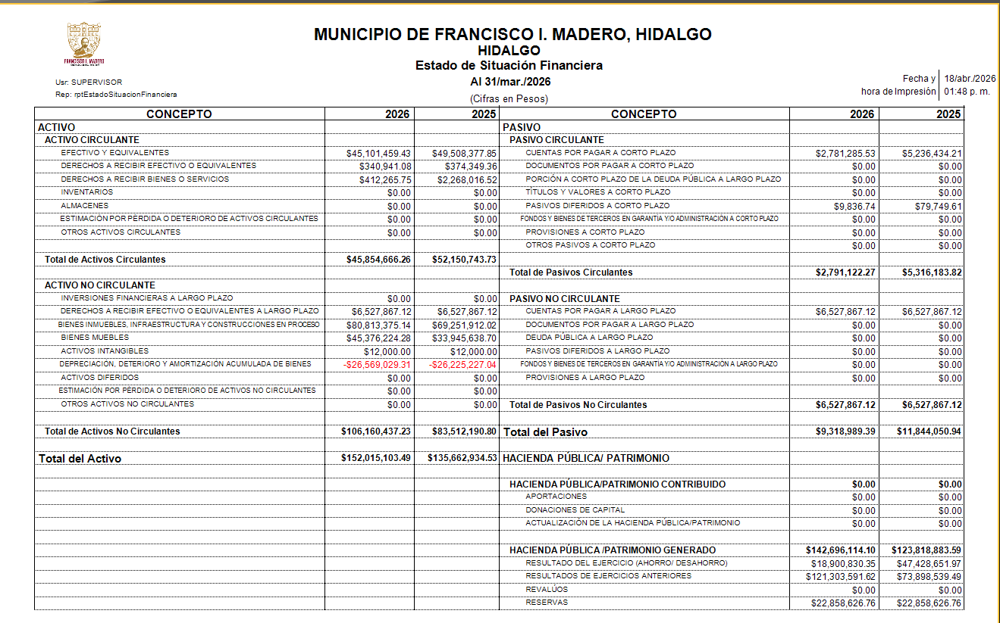 FRANCISCO I. MADERO
MUNICIPIO DE FRANCISCO I. MADERO, HIDALGO
HIDALGO
Estado de Situación Financiera
Al 31/mar./2026
(Cifras en Pesos)
Usr: SUPERVISOR
Rep: rptEstadoSituacionFinanciera
Fecha y 18/abr./2026
hora de Impresión 01:48 p. m.
CONCEPTO 2026 2025 CONCEPTO 2026 2025
ACTIVO PASIVO
ACTIVO CIRCULANTE PASIVO CIRCULANTE
EFECTIVO Y EQUIVALENTES $45,101,459.43 $49,508,377.85 CUENTAS POR PAGAR A CORTO PLAZO $2,781,285.53 $5,236,434.21
DERECHOS A RECIBIR EFECTIVO O EQUIVALENTES $340,941.08 $374,349.36 DOCUMENTOS POR PAGAR A CORTO PLAZO $0.00 $0.00
DERECHOS A RECIBIR BIENES O SERVICIOS $412,265.75 $2,268,016.52 PORCIÓN A CORTO PLAZO DE LA DEUDA PÚBLICA A LARGO PLAZO $0.00 $0.00
INVENTARIOS $0.00 $0.00 TÍTULOS Y VALORES A CORTO PLAZO $0.00 $0.00
ALMACENES $0.00 $0.00 PASIVOS DIFERIDOS A CORTO PLAZO $9,836.74 $79,749.61
ESTIMACIÓN POR PÉRDIDA O DETERIORO DE ACTIVOS CIRCULANTES $0.00 $0.00 FONDOS Y BIENES DE TERCEROS EN GARANTÍA Y/O ADMINISTRACIÓN A CORTO PLAZO $0.00 $0.00
OTROS ACTIVOS CIRCULANTES $0.00 $0.00 PROVISIONES A CORTO PLAZO $0.00 $0.00
OTROS PASIVOS A CORTO PLAZO $0.00 $0.00
Total de Activos Circulantes $45,854,666.26 $52,150,743.73
Total de Pasivos Circulantes $2,791,122.27 $5,316,183.82
ACTIVO NO CIRCULANTE
INVERSIONES FINANCIERAS A LARGO PLAZO $0.00 $0.00 PASIVO NO CIRCULANTE
DERECHOS A RECIBIR EFECTIVO O EQUIVALENTES A LARGO PLAZO $6,527,867.12 $6,527,867.12 CUENTAS POR PAGAR A LARGO PLAZO $6,527,867.12 $6,527,867.12
BIENES INMUEBLES, INFRAESTRUCTURA Y CONSTRUCCIONES EN PROCESO $80,813,375.14 $69,251,912.02 DOCUMENTOS POR PAGAR A LARGO PLAZO $0.00 $0.00
BIENES MUEBLES $45,376,224.28 $33,945,638.70 DEUDA PÚBLICA A LARGO PLAZO $0.00 $0.00
ACTIVOS INTANGIBLES $12,000.00 $12,000.00 PASIVOS DIFERIDOS A LARGO PLAZO $0.00 $0.00
DEPRECIACIÓN, DETERIORO Y AMORTIZACIÓN ACUMULADA DE BIENES -$26,569,029.31 -$26,225,227.04 FONDOS Y BIENES DE TERCEROS EN GARANTÍA Y/O ADMINISTRACIÓN A LARGO PLAZO $0.00 $0.00
ACTIVOS DIFERIDOS $0.00 $0.00 PROVISIONES A LARGO PLAZO $0.00 $0.00
ESTIMACIÓN POR PÉRDIDA O DETERIORO DE ACTIVOS NO CIRCULANTES $0.00 $0.00
OTROS ACTIVOS NO CIRCULANTES $0.00 $0.00 Total de Pasivos No Circulantes $6,527,867.12 $6,527,867.12
Total de Activos No Circulantes $106,160,437.23 $83,512,190.80 Total del Pasivo $9,318,989.39 $11,844,050.94
Total del Activo $152,015,103.49 $135,662,934.53 HACIENDA PÚBLICA/ PATRIMONIO
HACIENDA PÚBLICA/PATRIMONIO CONTRIBUIDO $0.00 $0.00
APORTACIONES $0.00 $0.00
DONACIONES DE CAPITAL $0.00 $0.00
ACTUALIZACIÓN DE LA HACIENDA PÚBLICA/PATRIMONIO $0.00 $0.00
HACIENDA PÚBLICA /PATRIMONIO GENERADO $142,696,114.10 $123,818,883.59
RESULTADO DEL EJERCICIO (AHORRO/ DESAHORRO) $18,900,830.35 $47,428,651.97
RESULTADOS DE EJERCICIOS ANTERIORES $121,303,591.62 $73,898,539.49
REVALÚOS $0.00 $0.00
RESERVAS $22,858,626.76 $22,858,626.76